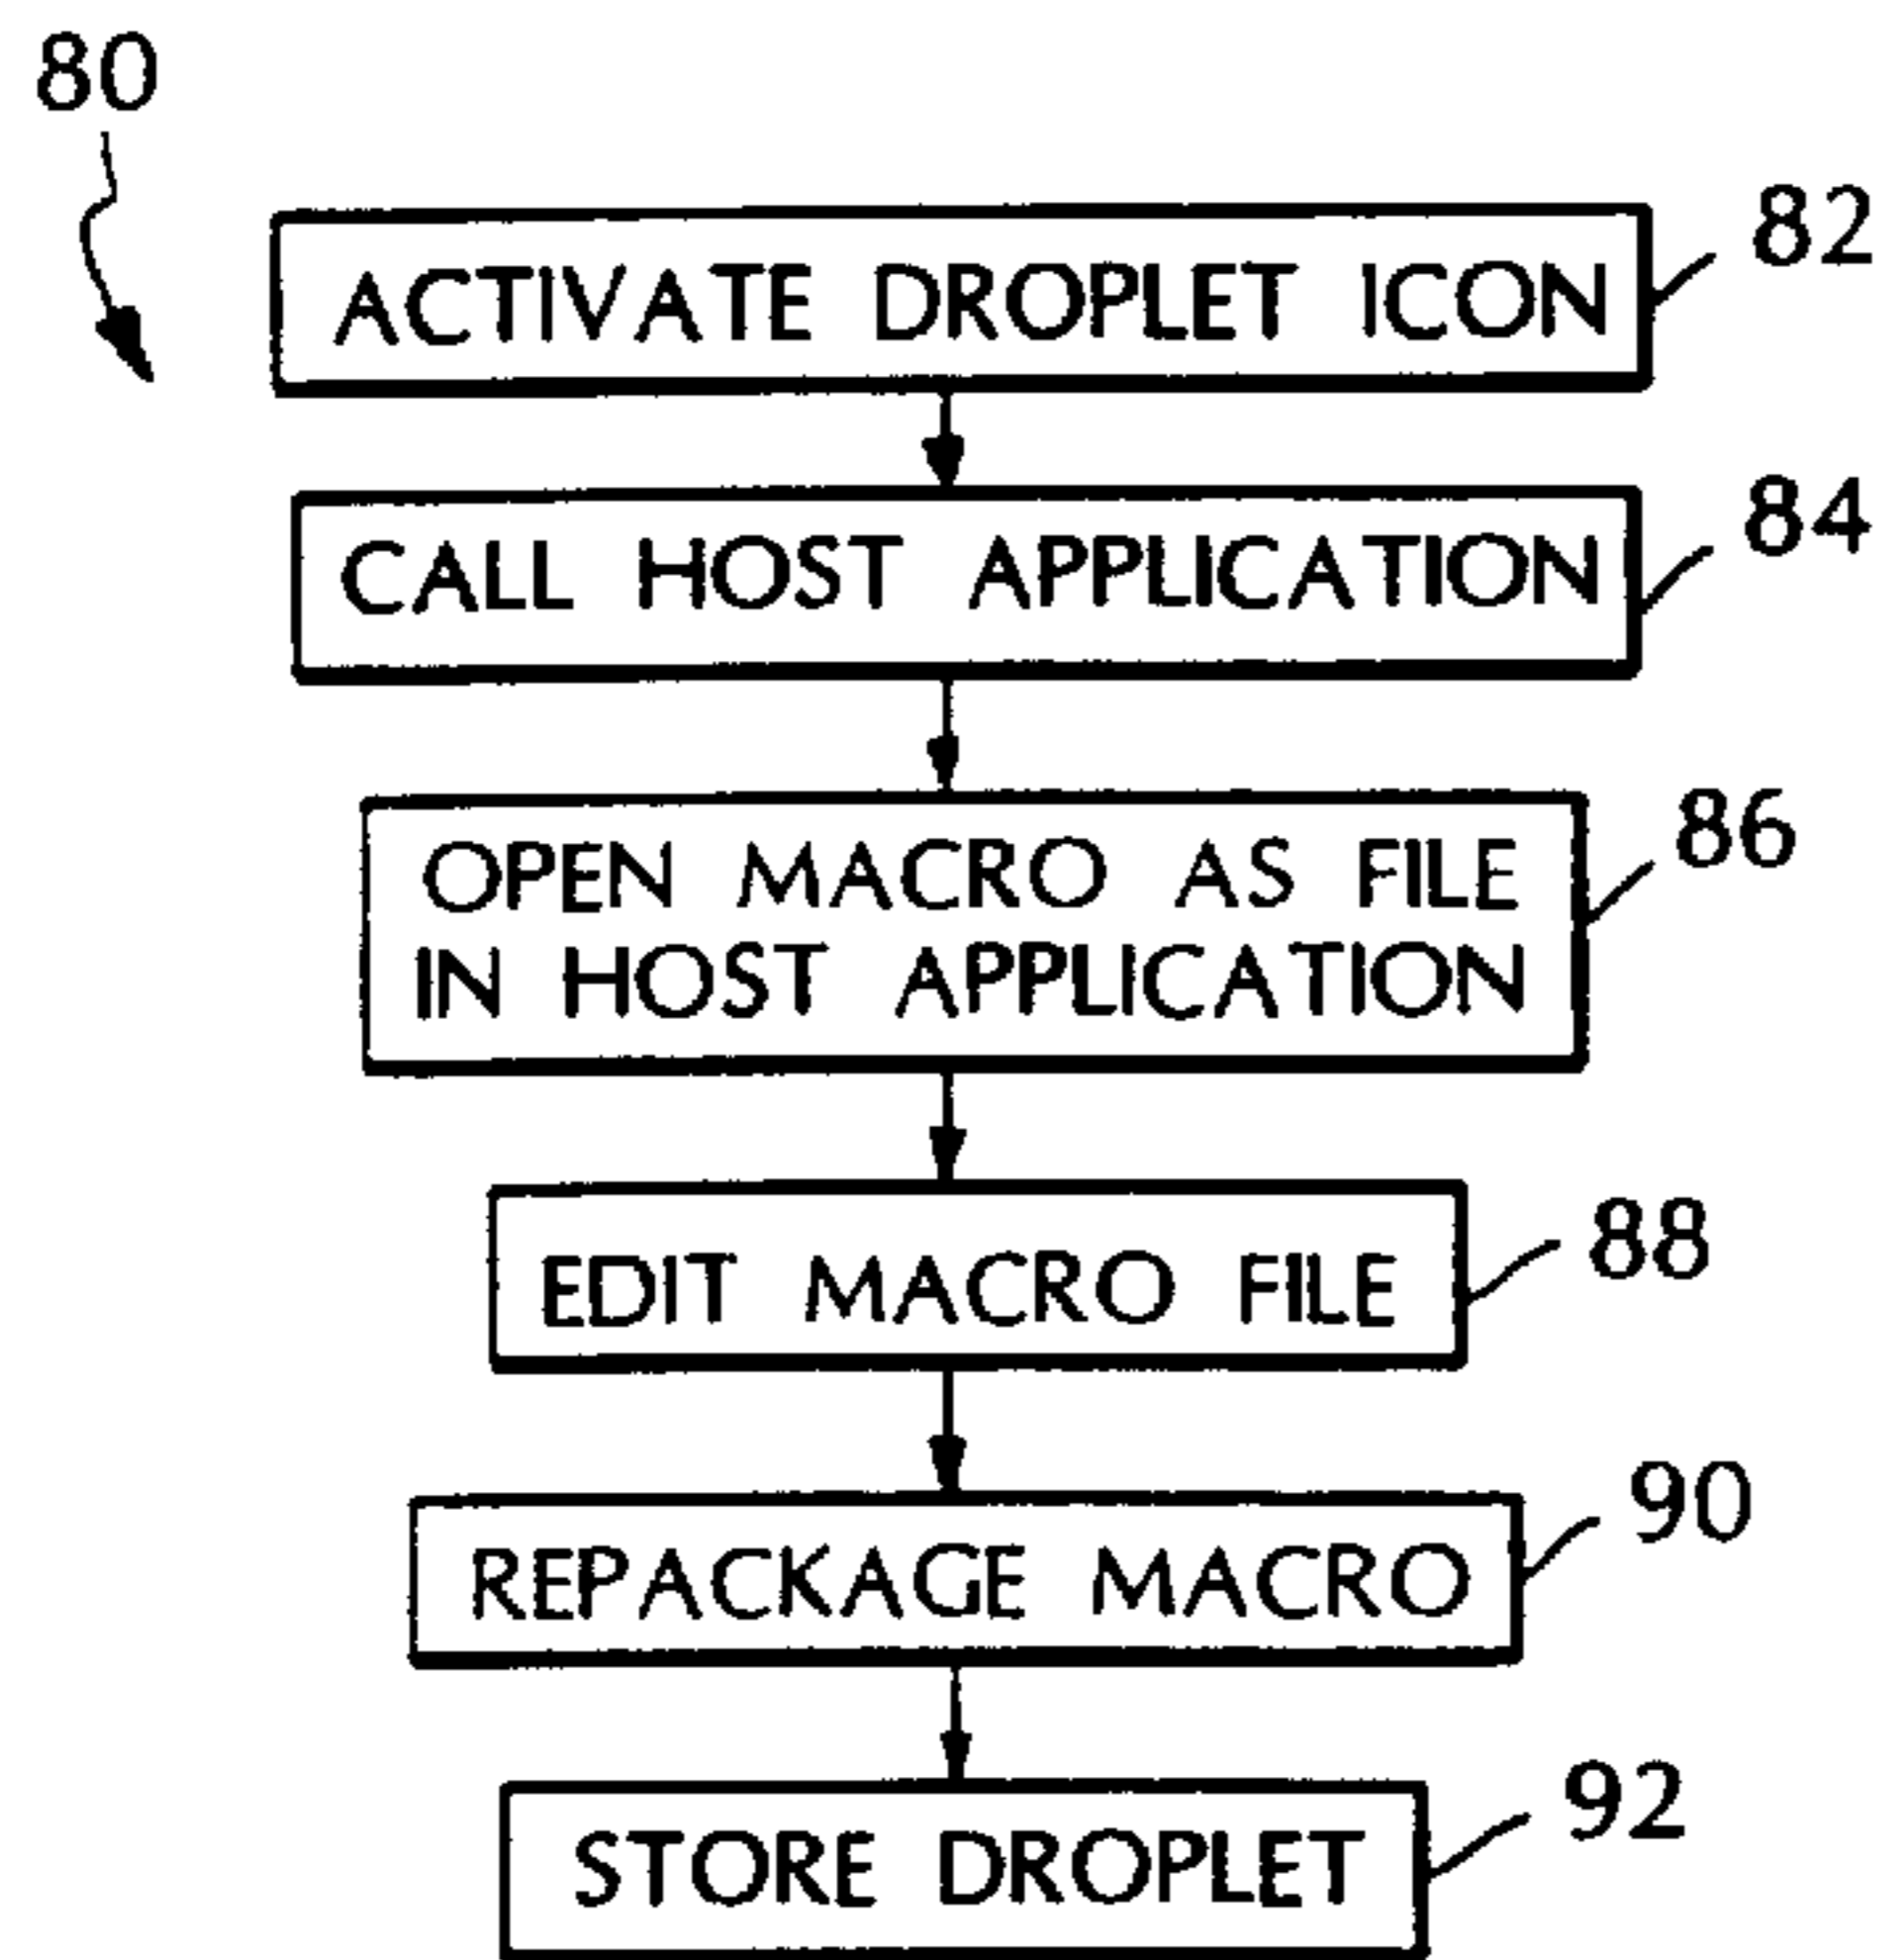 80
ACTIVATE DROPLET ICON
82
CALL HOST APPLICATION
84
OPEN MACRO AS FILE
IN HOST APPLICATION
86
EDIT MACRO FILE
88
REPACKAGE MACRO
90
STORE DROPLET
92